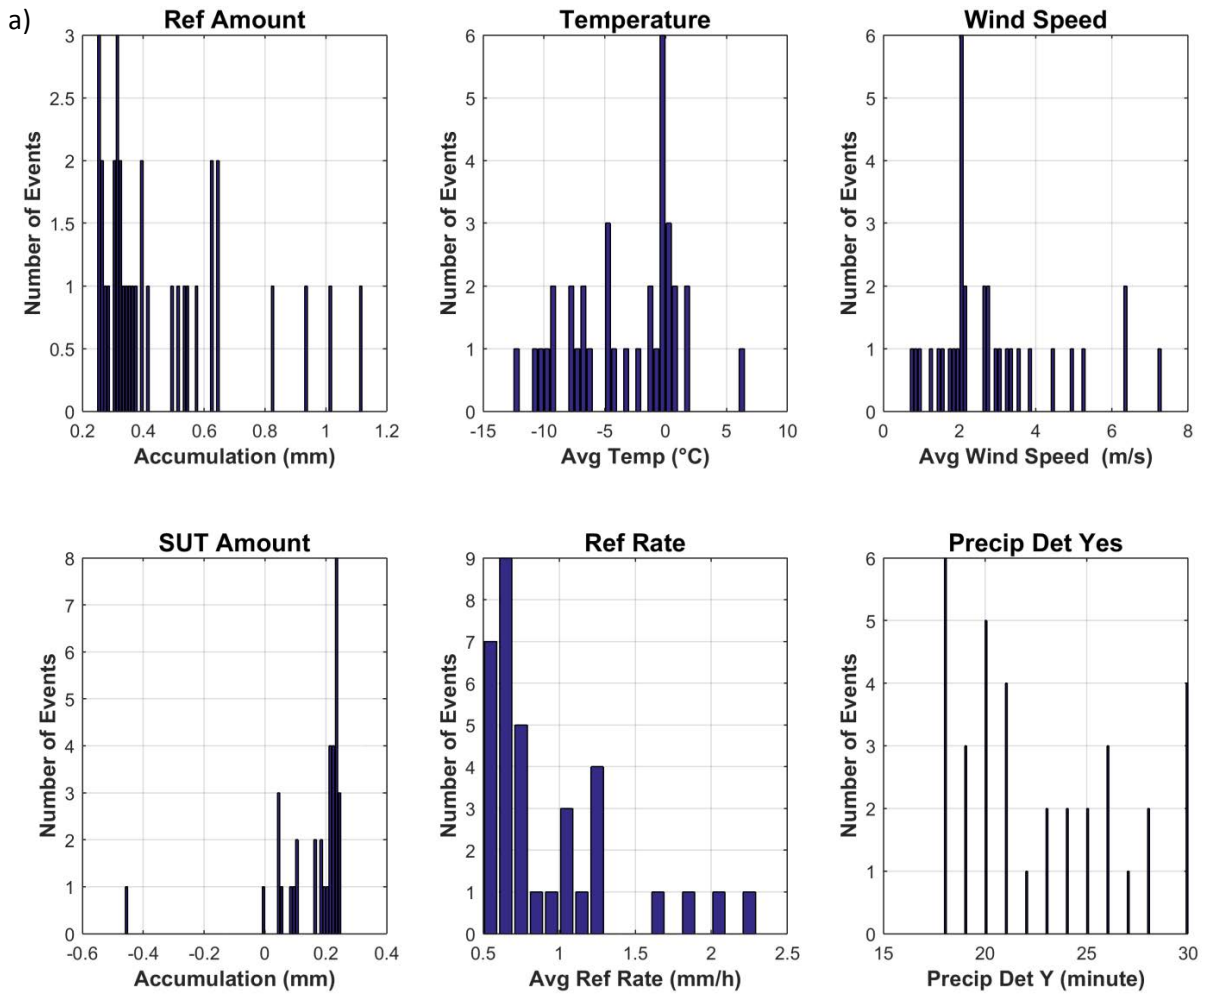 a)
Ref Amount
Number of Events
3
2.5
2
1.5
1
0.5
0
0.2 0.4 0.6 0.8 1 1.2
Accumulation (mm)
Temperature
Number of Events
6
5
4
3
2
1
0
-15 -10 -5 0 5 10
Avg Temp (°C)
Wind Speed
Number of Events
6
5
4
3
2
1
0
0 2 4 6 8
Avg Wind Speed (m/s)
SUT Amount
Number of Events
8
7
6
5
4
3
2
1
0
-0.6 -0.4 -0.2 0 0.2 0.4
Accumulation (mm)
Ref Rate
Number of Events
9
8
7
6
5
4
3
2
1
0
0.5 1 1.5 2 2.5
Avg Ref Rate (mm/h)
Precip Det Yes
Number of Events
6
5
4
3
2
1
0
15 20 25 30
Precip Det Y (minute)